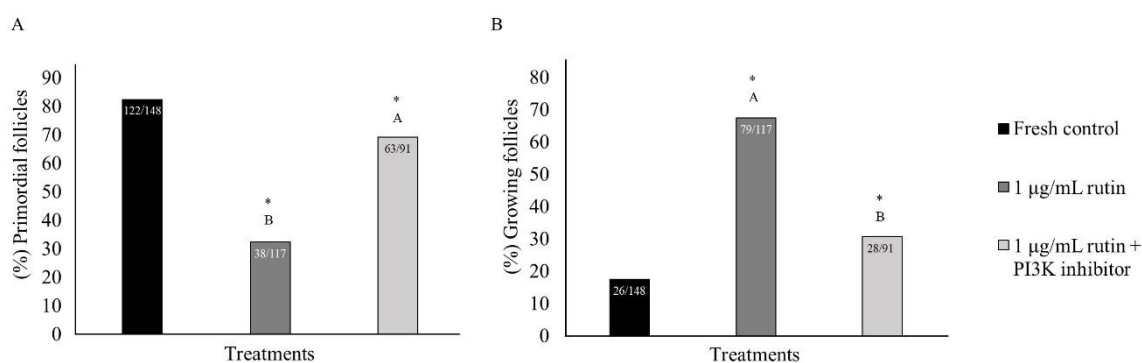 A
(%) Primordial follicles
90
80
70
60
50
40
30
20
10
0
122/148
*
B
38/117
*
A
63/91
Treatments
B
(%) Growing follicles
80
70
60
50
40
30
20
10
0
26/148
*
A
79/117
*
B
28/91
Treatments
Fresh control
1 μg/mL rutin
1 μg/mL rutin +
PI3K inhibitor